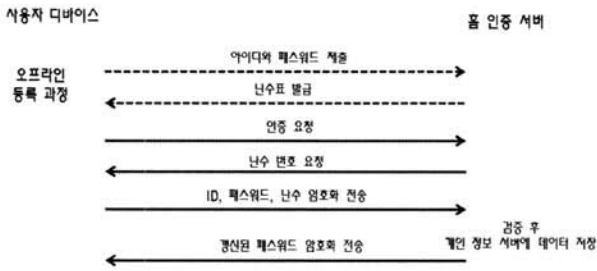 사용자 디바이스
홈 인증 서버
아이디와 패스워드 제출
오프라인
등록 과정
난수표 발급
인증 요청
난수 번호 요청
ID, 패스워드, 난수 암호화 전송
검증 후
개인 정보 서버에 데이터 저장
갱신된 패스워드 암호화 전송